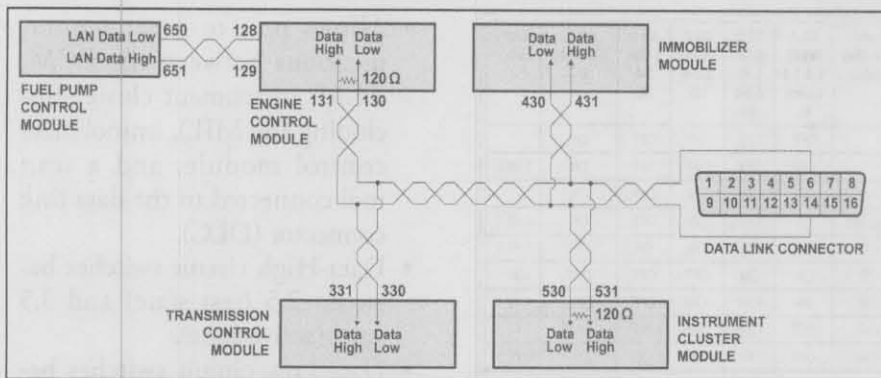 LAN Data Low
LAN Data High
650
651
128
129
FUEL PUMP
CONTROL
MODULE
Data
High
Data
Low
120 Ω
131
130
ENGINE
CONTROL
MODULE
Data
Low
Data
High
430
431
IMMOBILIZER
MODULE
1 2 3 4 5 6 7 8
9 10 11 12 13 14 15 16
DATA LINK CONNECTOR
331
330
Data
High
Data
Low
TRANSMISSION
CONTROL
MODULE
530
531
120 Ω
Data
Low
Data
High
INSTRUMENT
CLUSTER
MODULE